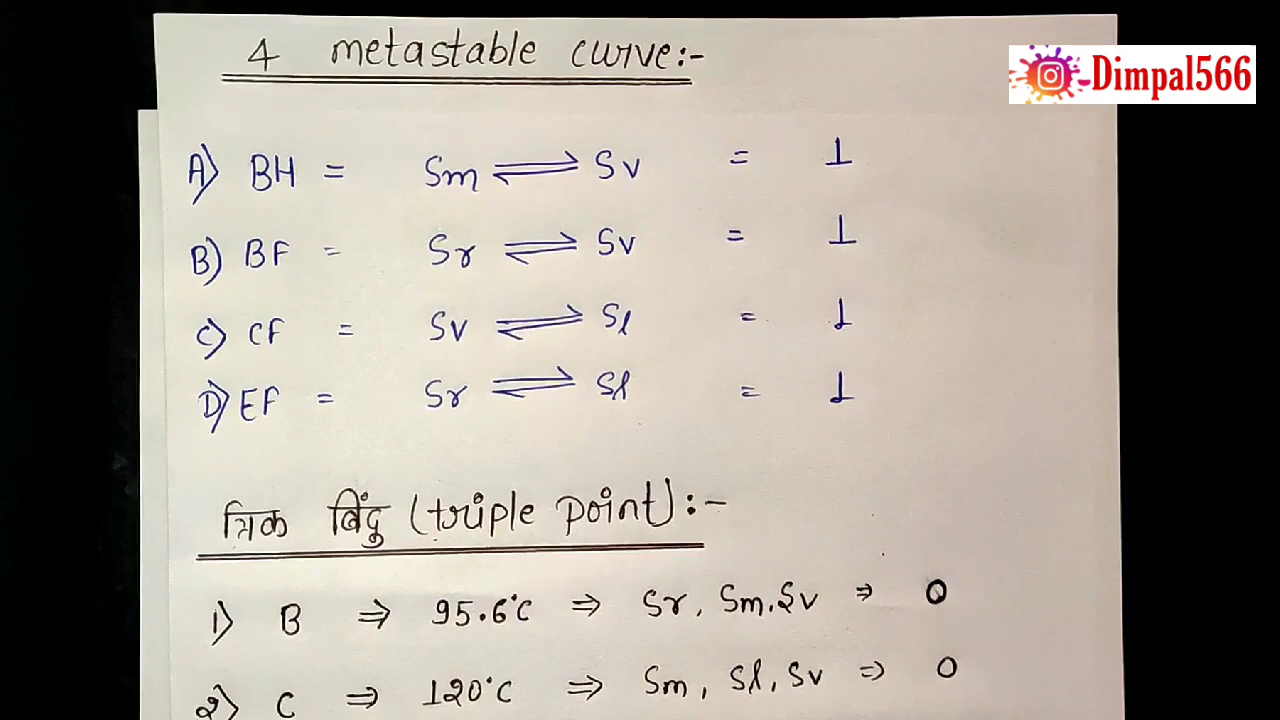 4 metastable curve:-
Dimpal566
A) BH = Sm ⇌ Sv = 1
B) BF = Sr ⇌ Sv = 1
C) CF = Sv ⇌ Sl = 1
D) EF = Sr ⇌ Sl = 1
त्रिक बिंदु (triple point):-
1) B ⇒ 95.6°C ⇒ Sr, Sm, Sv ⇒ 0
2) C ⇒ 120°C ⇒ Sm, Sl, Sv ⇒ 0